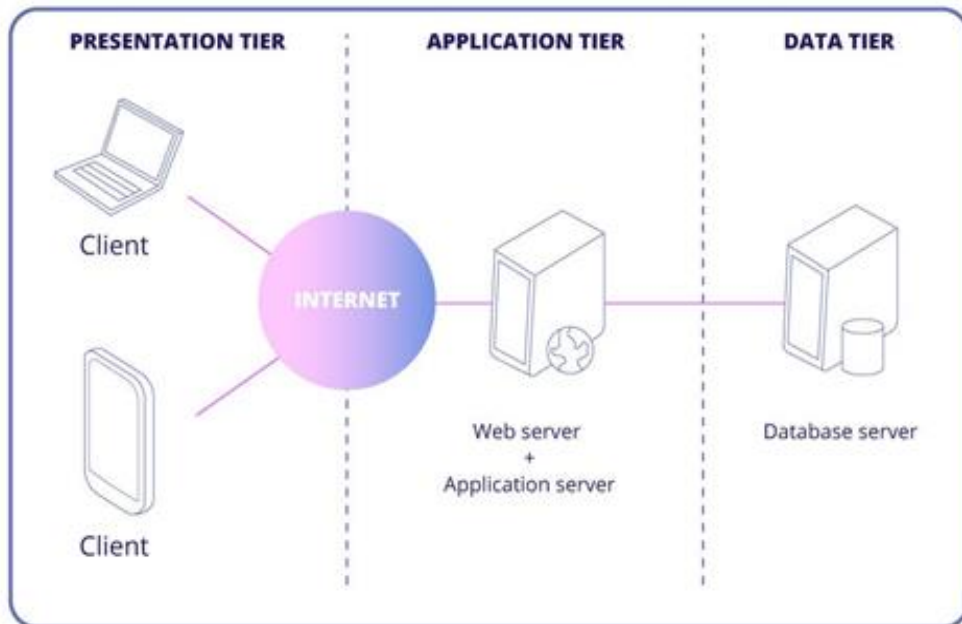 PRESENTATION TIER
APPLICATION TIER
DATA TIER
Client
INTERNET
Web server
+
Application server
Database server
Client